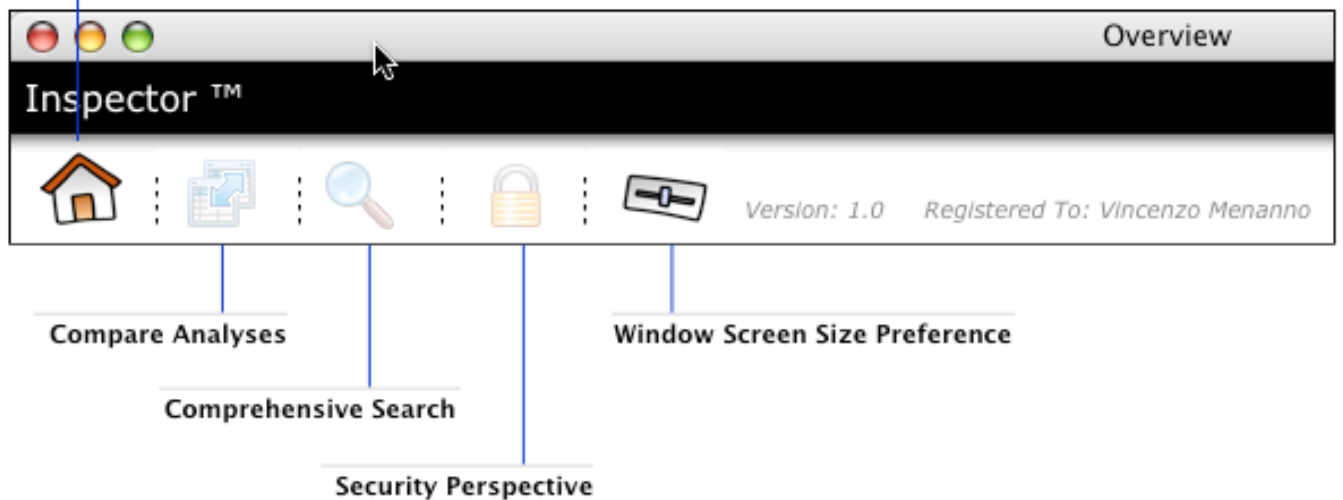 Overview
Inspector ™
Version: 1.0 Registered To: Vincenzo Menanno
Compare Analyses
Window Screen Size Preference
Comprehensive Search
Security Perspective